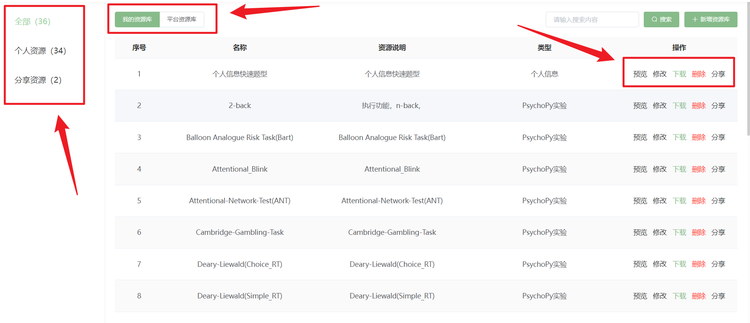 全部（36）
个人资源（34）
分享资源（2）
我的资源库 平台资源库 请输入搜索内容 搜索 + 新增资源库
序号 名称 资源说明 类型 操作
1 个人信息快速题型 个人信息快速题型 个人信息 预览 修改 下载 删除 分享
2 2-back 执行功能，n-back, PsychoPy实验 预览 修改 下载 删除 分享
3 Balloon Analogue Risk Task(Bart) Balloon Analogue Risk Task(Bart) PsychoPy实验 预览 修改 下载 删除 分享
4 Attentional_Blink Attentional_Blink PsychoPy实验 预览 修改 下载 删除 分享
5 Attentional-Network-Test(ANT) Attentional-Network-Test(ANT) PsychoPy实验 预览 修改 下载 删除 分享
6 Cambridge-Gambling-Task Cambridge-Gambling-Task PsychoPy实验 预览 修改 下载 删除 分享
7 Deary-Liewald(Choice_RT) Deary-Liewald(Choice_RT) PsychoPy实验 预览 修改 下载 删除 分享
8 Deary-Liewald(Simple_RT) Deary-Liewald(Simple_RT) PsychoPy实验 预览 修改 下载 删除 分享